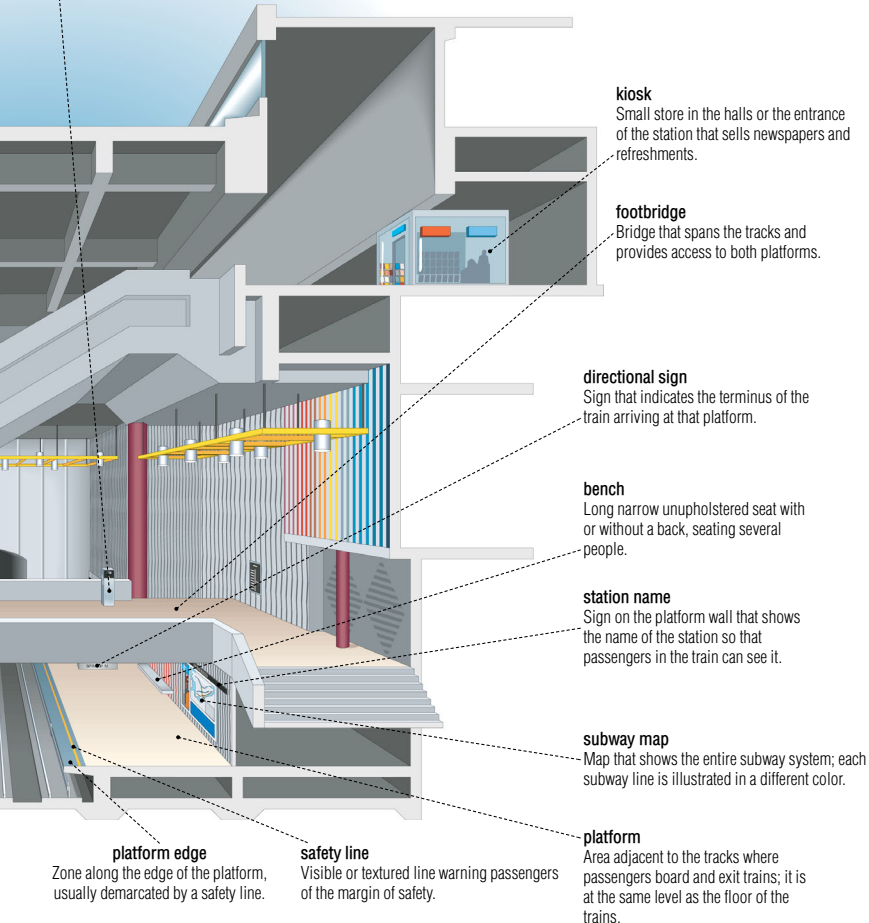 kiosk
Small store in the halls or the entrance
of the station that sells newspapers and
refreshments.
footbridge
Bridge that spans the tracks and
provides access to both platforms.
directional sign
Sign that indicates the terminus of the
train arriving at that platform.
bench
Long narrow unupholstered seat with
or without a back, seating several
people.
station name
Sign on the platform wall that shows
the name of the station so that
passengers in the train can see it.
subway map
Map that shows the entire subway system; each
subway line is illustrated in a different color.
platform
Area adjacent to the tracks where
passengers board and exit trains; it is
at the same level as the floor of the
trains.
platform edge
Zone along the edge of the platform,
usually demarcated by a safety line.
safety line
Visible or textured line warning passengers
of the margin of safety.